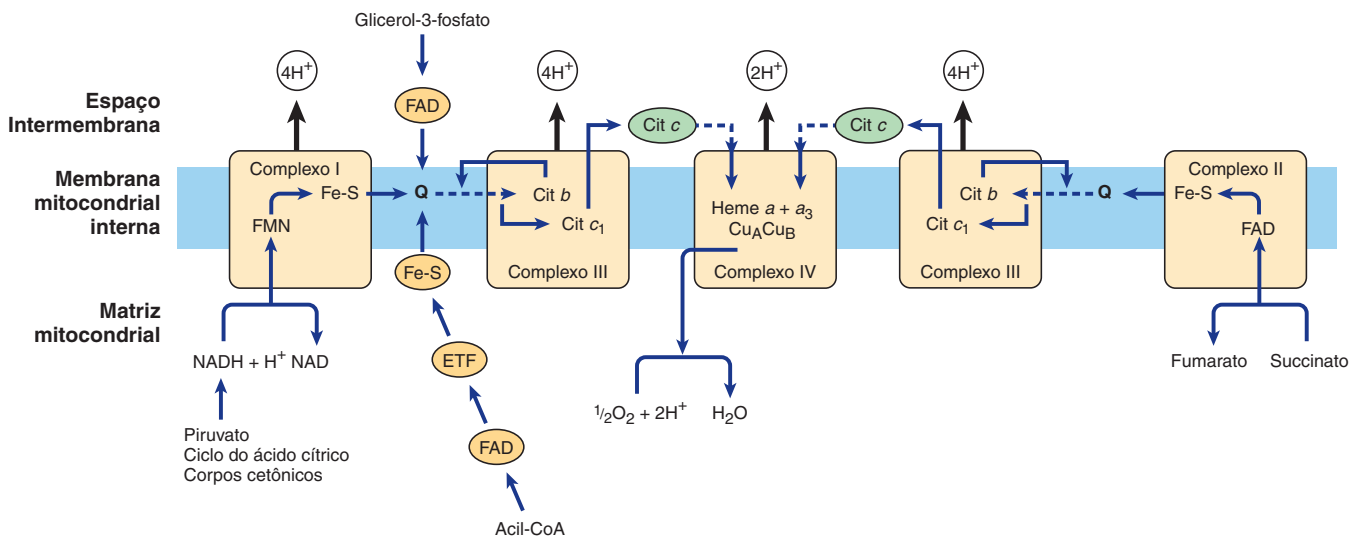 Glicerol-3-fosfato
4H+
4H+
2H+
4H+
Espaço
Intermembrana
FAD
Cit c
Cit c
Membrana
mitocondrial
interna
Complexo I
Fe-S
FMN
Q
Cit b
Cit c1
Complexo III
Heme a + a3
CuACuB
Complexo IV
Cit b
Cit c1
Complexo III
Q
Complexo II
Fe-S
FAD
Fe-S
Matriz
mitocondrial
NADH + H+ NAD
ETF
Fumarato
Succinato
1/2O2 + 2H+
H2O
Piruvato
Ciclo do ácido cítrico
Corpos cetônicos
FAD
Acil-CoA